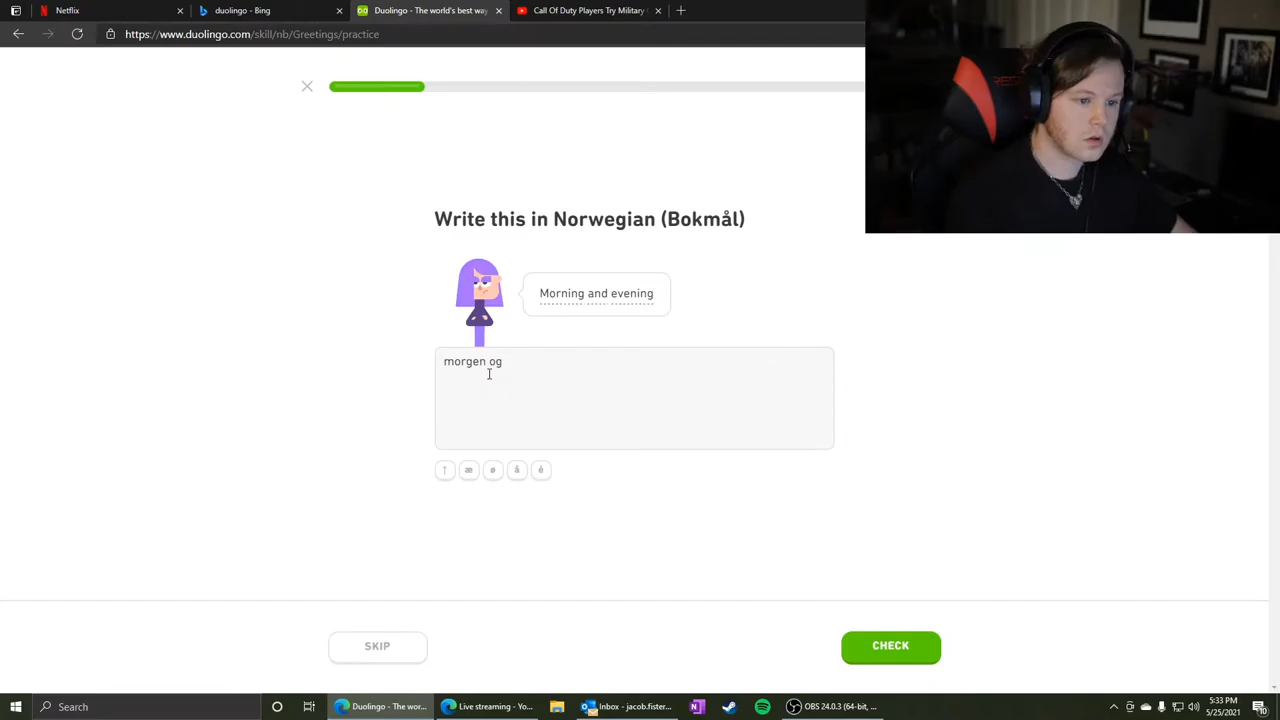 Netflix
duolingo - Bing
Duolingo - The world's best way
Call Of Duty Players Try Military
https://www.duolingo.com/skill/nb/Greetings/practice
Write this in Norwegian (Bokmål)
Morning and evening
morgen og
↑ æ ø å é
SKIP
CHECK
Search
Duolingo - The wor...
Live streaming - Yo...
Inbox - jacob.fister...
OBS 24.0.3 (64-bit, ...
5:33 PM
5/25/2021